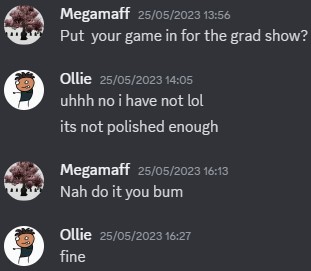 Megamaff 25/05/2023 13:56
Put your game in for the grad show?
Ollie 25/05/2023 14:05
uhhh no i have not lol
its not polished enough
Megamaff 25/05/2023 16:13
Nah do it you bum
Ollie 25/05/2023 16:27
fine